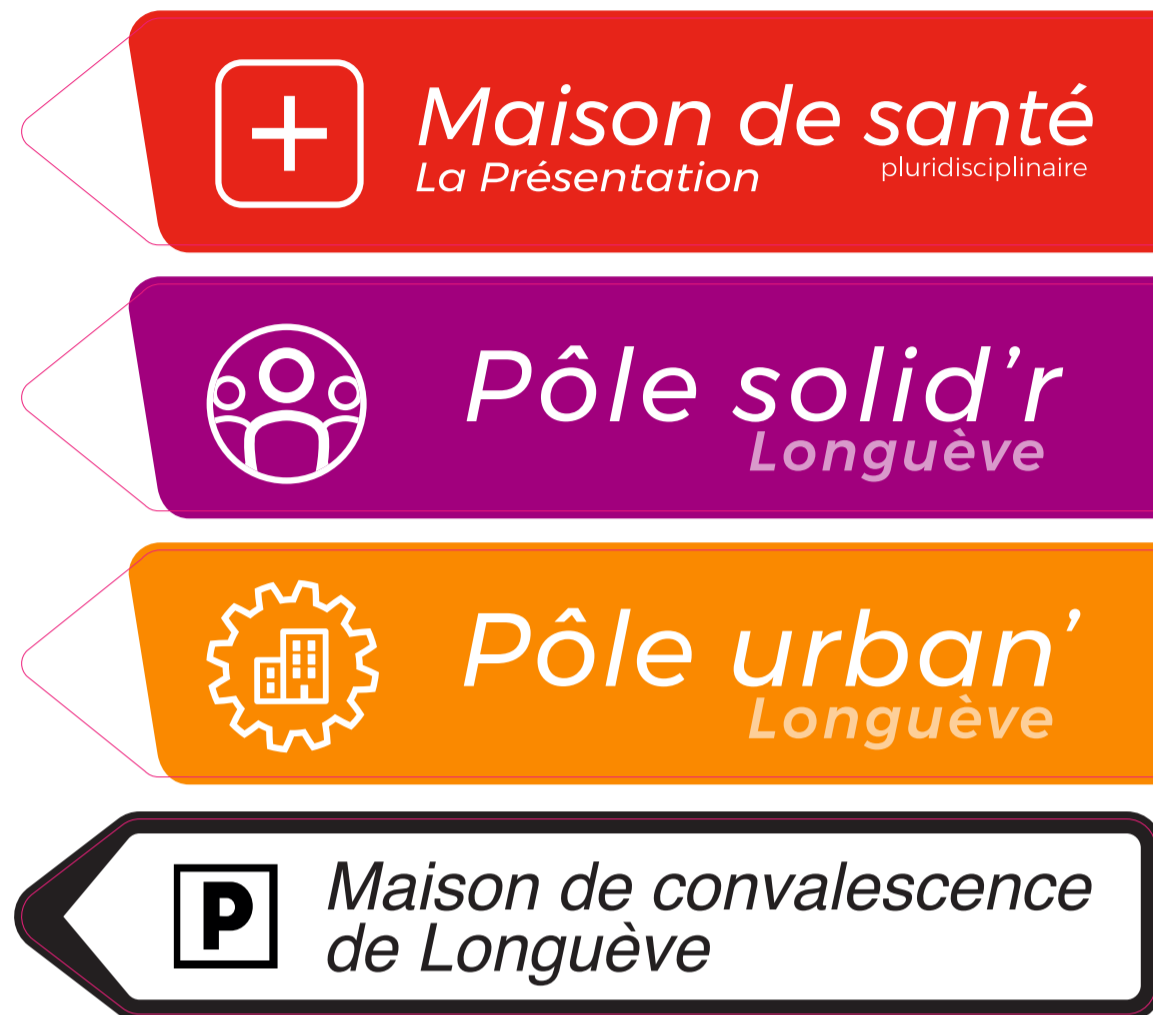 Maison de santé
La Présentation pluridisciplinaire
Pôle solid’r
Longuève
Pôle urban’
Longuève
P
Maison de convalescence
de Longuève